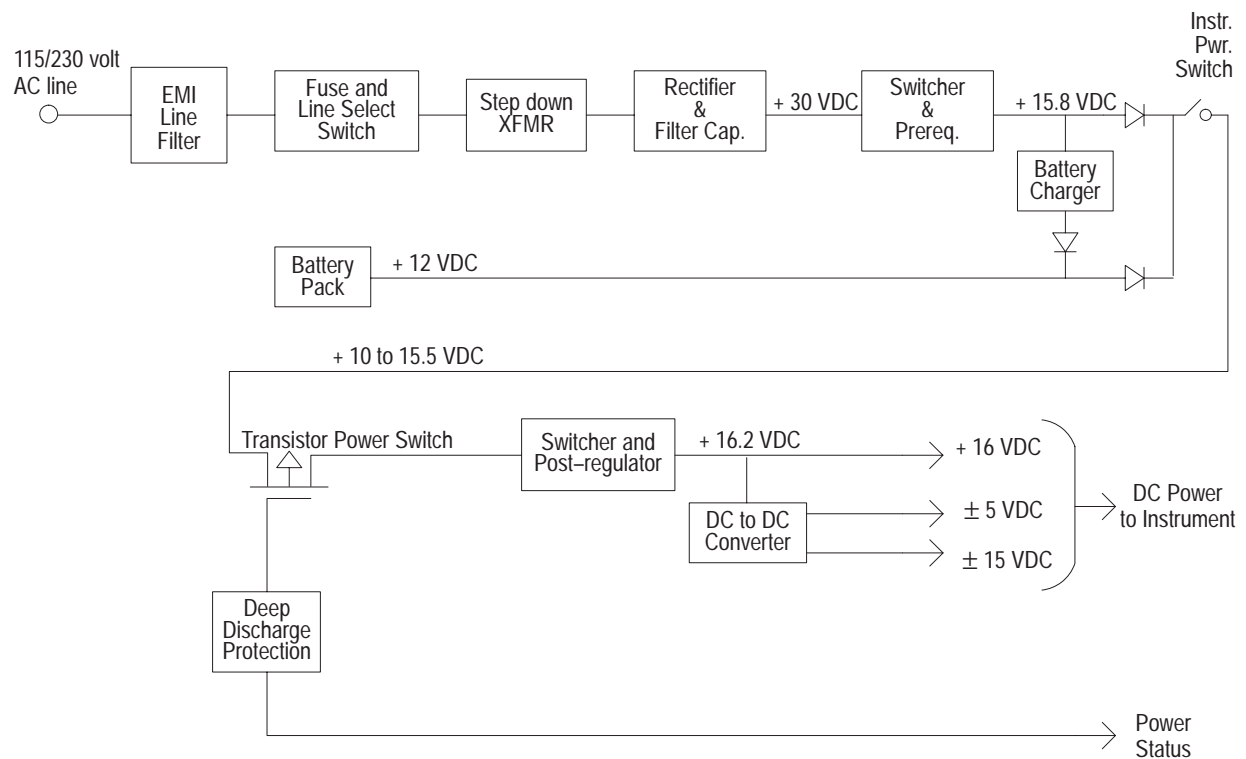 Instr.
Pwr.
Switch
115/230 volt
AC line
EMI
Line
Filter
Fuse and
Line Select
Switch
Step down
XFMR
Rectifier
&
Filter Cap.
+ 30 VDC
Switcher
&
Prereq.
+ 15.8 VDC
Battery
Charger
Battery
Pack
+ 12 VDC
+ 10 to 15.5 VDC
Transistor Power Switch
Switcher and
Post–regulator
+ 16.2 VDC
+ 16 VDC
DC to DC
Converter
± 5 VDC
± 15 VDC
DC Power
to Instrument
Deep
Discharge
Protection
Power
Status